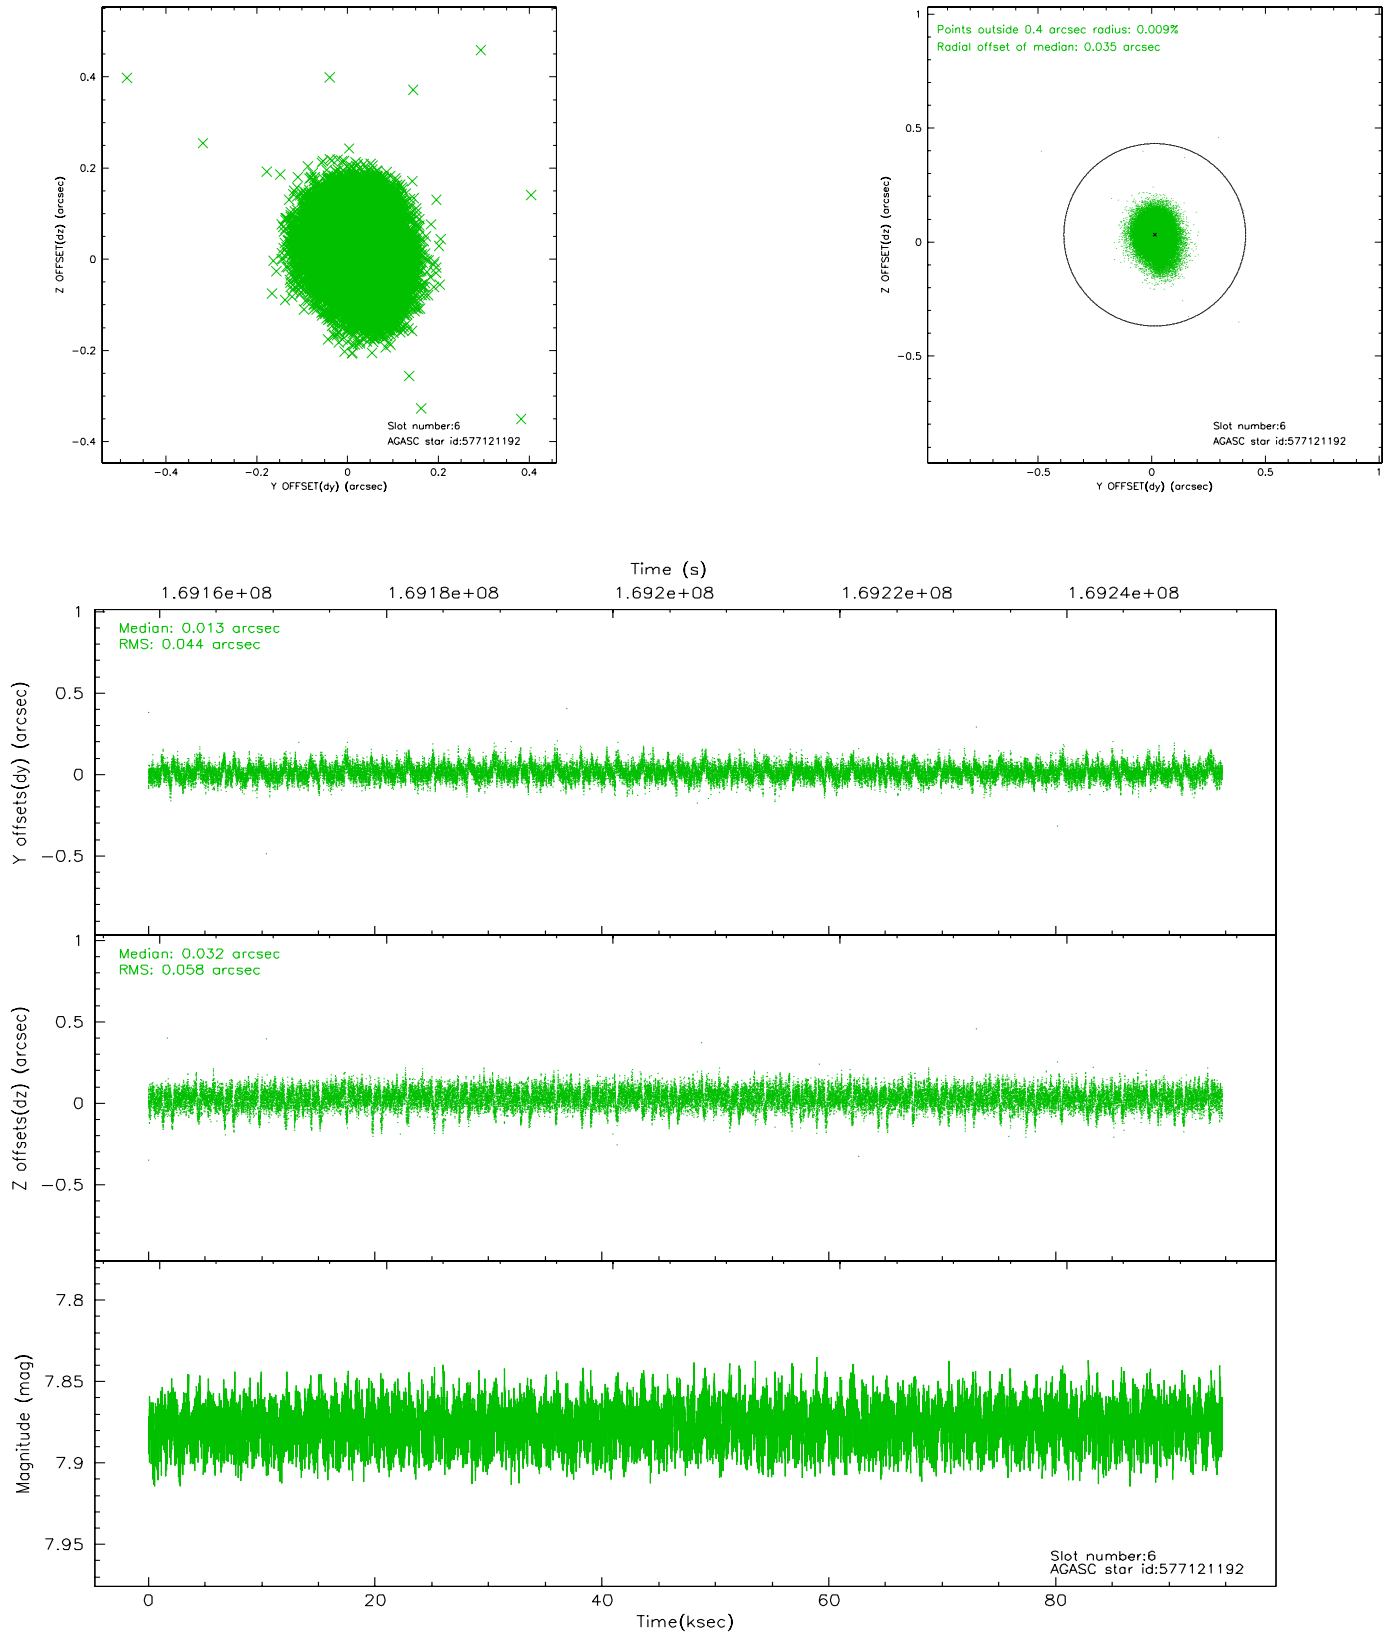 0.4
0.2
0
−0.2
−0.4
Z OFFSET(dz) (arcsec)
Slot number:6
AGASC star id:577121192
−0.4 −0.2 0 0.2 0.4
Y OFFSET(dy) (arcsec)
Points outside 0.4 arcsec radius: 0.009%
Radial offset of median: 0.035 arcsec
1
0.5
0
−0.5
Z OFFSET(dz) (arcsec)
Slot number:6
AGASC star id:577121192
−0.5 0 0.5 1
Y OFFSET(dy) (arcsec)
Time (s)
1.6916e+08 1.6918e+08 1.692e+08 1.6922e+08 1.6924e+08
Median: 0.013 arcsec
RMS: 0.044 arcsec
1
0.5
0
−0.5
Y offsets(dy) (arcsec)
Median: 0.032 arcsec
RMS: 0.058 arcsec
1
0.5
0
−0.5
Z offsets(dz) (arcsec)
7.8
7.85
7.9
7.95
Magnitude (mag)
Slot number:6
AGASC star id:577121192
0 20 40 60 80
Time(ksec)